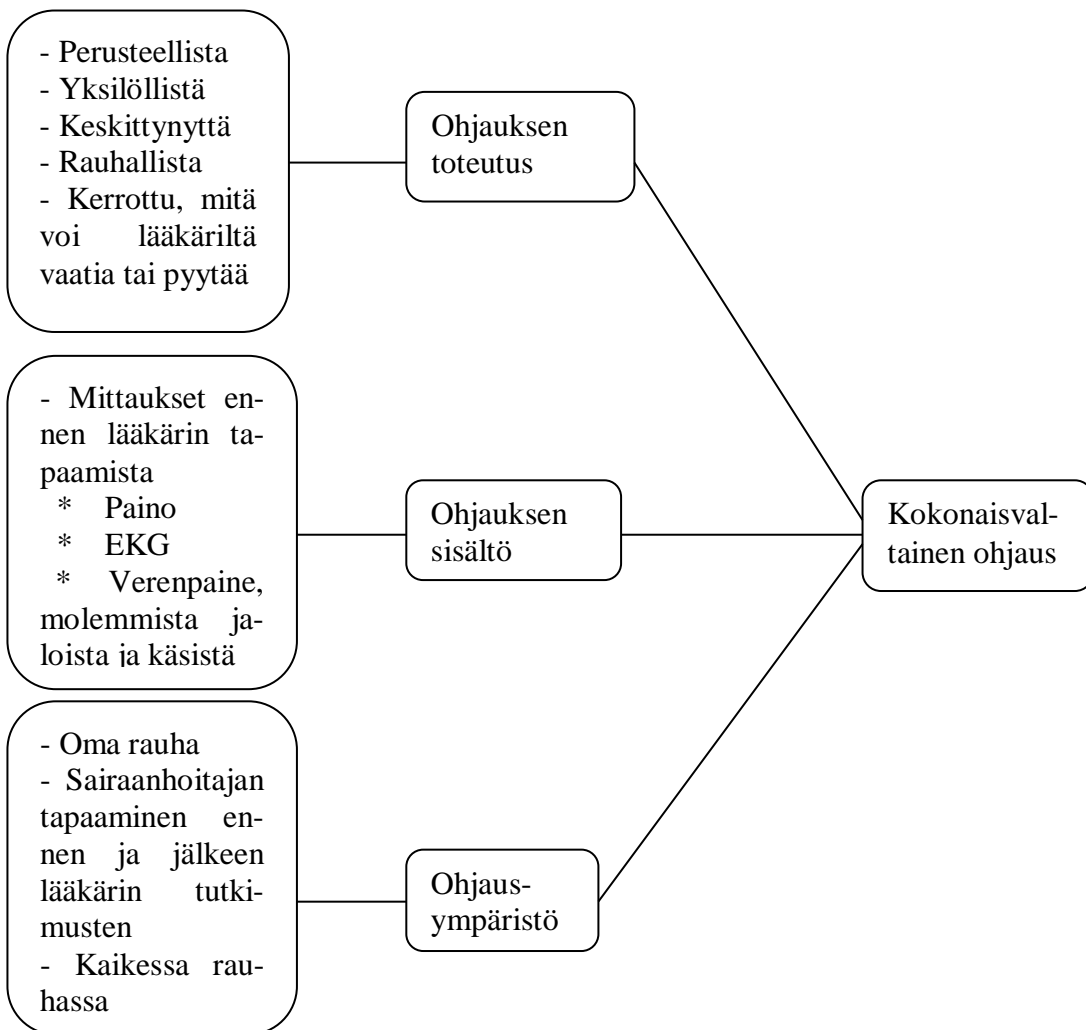 - Perusteellista
- Yksilöllistä
- Keskittynyttä
- Rauhallista
- Kerrottu, mitä
voi lääkäriltä
vaatia tai pyytää
Ohjauksen
toteutus
- Mittaukset en-
nen lääkärin ta-
paamista
* Paino
* EKG
* Verenpaine,
molemmista ja-
loista ja käsistä
Ohjauksen
sisältö
Kokonaisval-
tainen ohjaus
- Oma rauha
- Sairaanhoitajan
tapaaminen en-
nen ja jälkeen
lääkärin tutki-
musten
- Kaikessa rau-
hassa
Ohjaus-
ympäristö